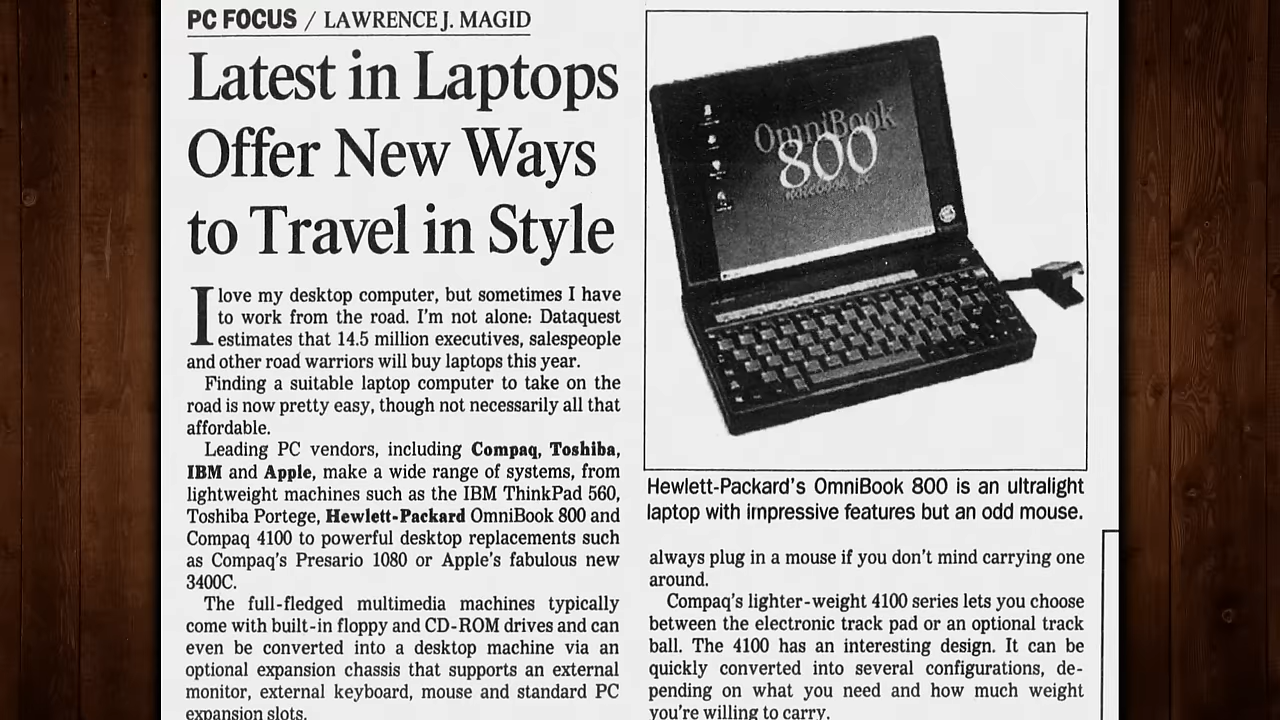 PC FOCUS / LAWRENCE J. MAGID
Latest in Laptops
Offer New Ways
to Travel in Style
I love my desktop computer, but sometimes I have
to work from the road. I'm not alone: Dataquest
estimates that 14.5 million executives, salespeople
and other road warriors will buy laptops this year.
Finding a suitable laptop computer to take on the
road is now pretty easy, though not necessarily all that
affordable.
Leading PC vendors, including Compaq, Toshiba,
IBM and Apple, make a wide range of systems, from
lightweight machines such as the IBM ThinkPad 560,
Toshiba Portege, Hewlett-Packard OmniBook 800 and
Compaq 4100 to powerful desktop replacements such
as Compaq's Presario 1080 or Apple's fabulous new
3400C.
The full-fledged multimedia machines typically
come with built-in floppy and CD-ROM drives and can
even be converted into a desktop machine via an
optional expansion chassis that supports an external
monitor, external keyboard, mouse and standard PC
expansion slots.
OmniBook
800
Hewlett-Packard's OmniBook 800 is an ultralight
laptop with impressive features but an odd mouse.
always plug in a mouse if you don't mind carrying one
around.
Compaq's lighter-weight 4100 series lets you choose
between the electronic track pad or an optional track
ball. The 4100 has an interesting design. It can be
quickly converted into several configurations, de-
pending on what you need and how much weight
you're willing to carry.